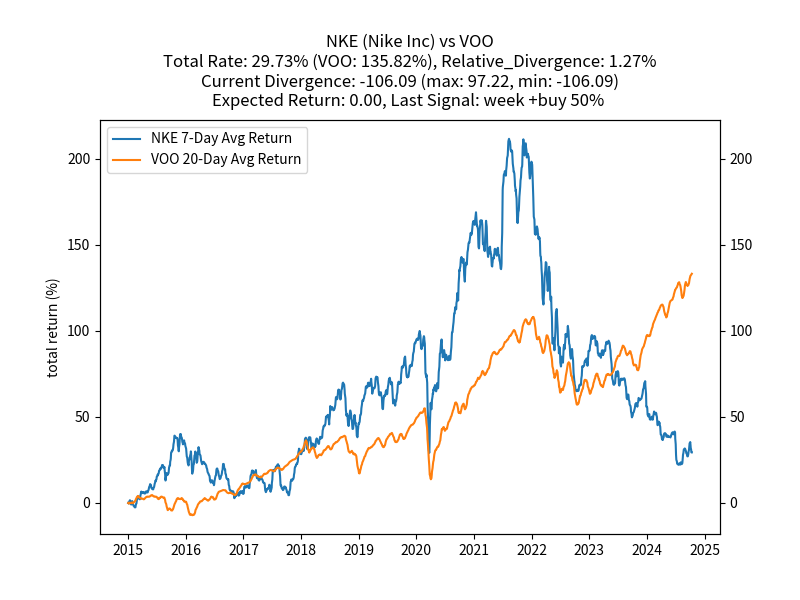 NKE (Nike Inc) vs VOO
Total Rate: 29.73% (VOO: 135.82%), Relative_Divergence: 1.27%
Current Divergence: -106.09 (max: 97.22, min: -106.09)
Expected Return: 0.00, Last Signal: week +buy 50%
NKE 7-Day Avg Return
VOO 20-Day Avg Return
total return (%)
200
150
100
50
0
200
150
100
50
0
2015 2016 2017 2018 2019 2020 2021 2022 2023 2024 2025